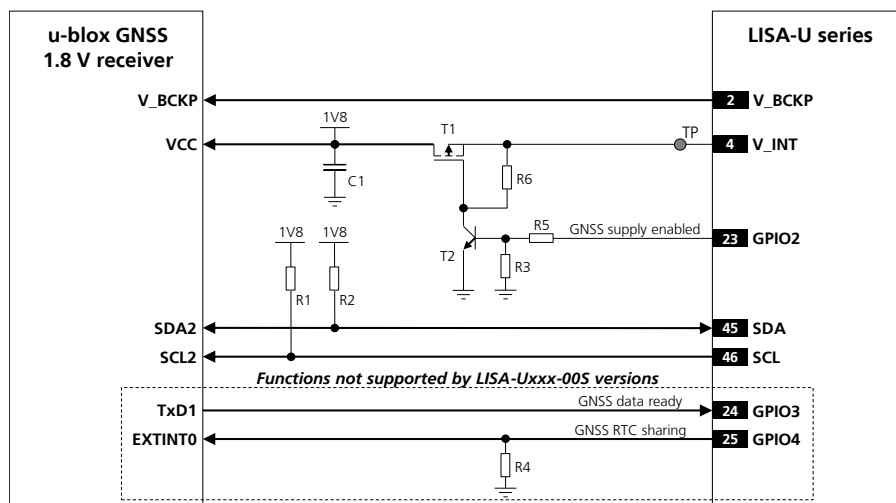 u-blox GNSS
1.8 V receiver
LISA-U series
V_BCKP
2
V_BCKP
1V8
T1
TP
VCC
4
V_INT
C1
R6
1V8
1V8
R5
GNSS supply enabled
23
GPIO2
T2
R3
R1
R2
SDA2
45
SDA
SCL2
46
SCL
Functions not supported by LISA-Uxxx-00S versions
TxD1
GNSS data ready
24
GPIO3
EXTINT0
GNSS RTC sharing
25
GPIO4
R4